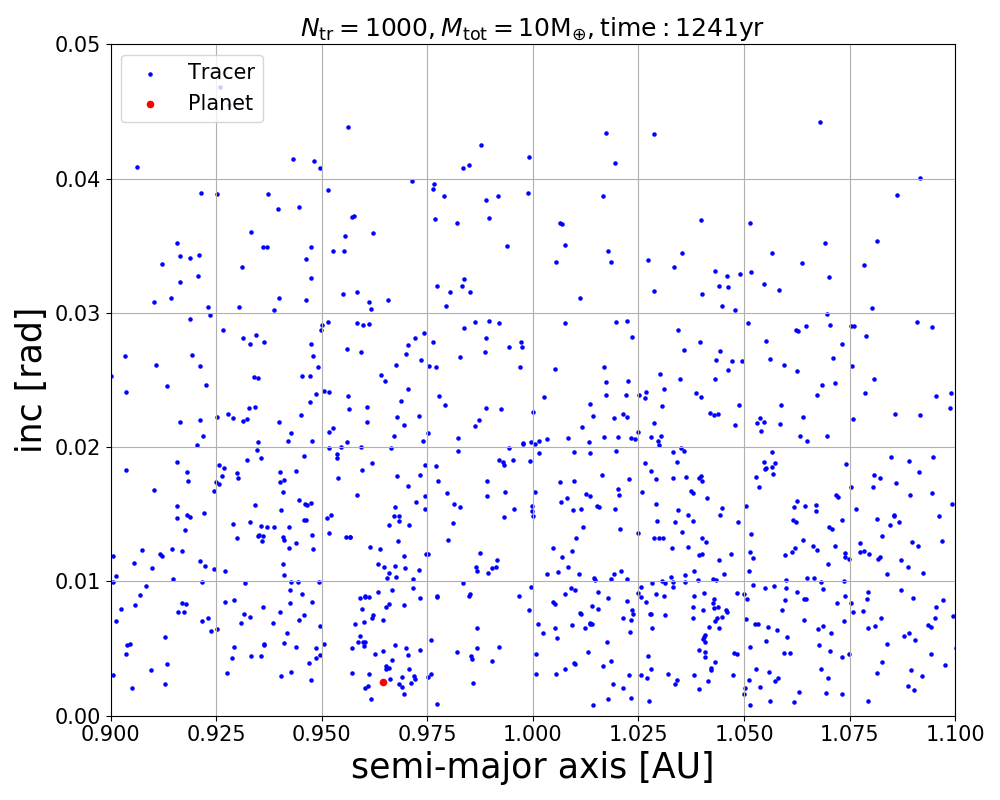 N_tr = 1000, M_tot = 10M_⊕, time : 1241yr
0.05
Tracer
Planet
0.04
0.03
0.02
0.01
0.00
inc [rad]
0.900 0.925 0.950 0.975 1.000 1.025 1.050 1.075 1.100
semi-major axis [AU]